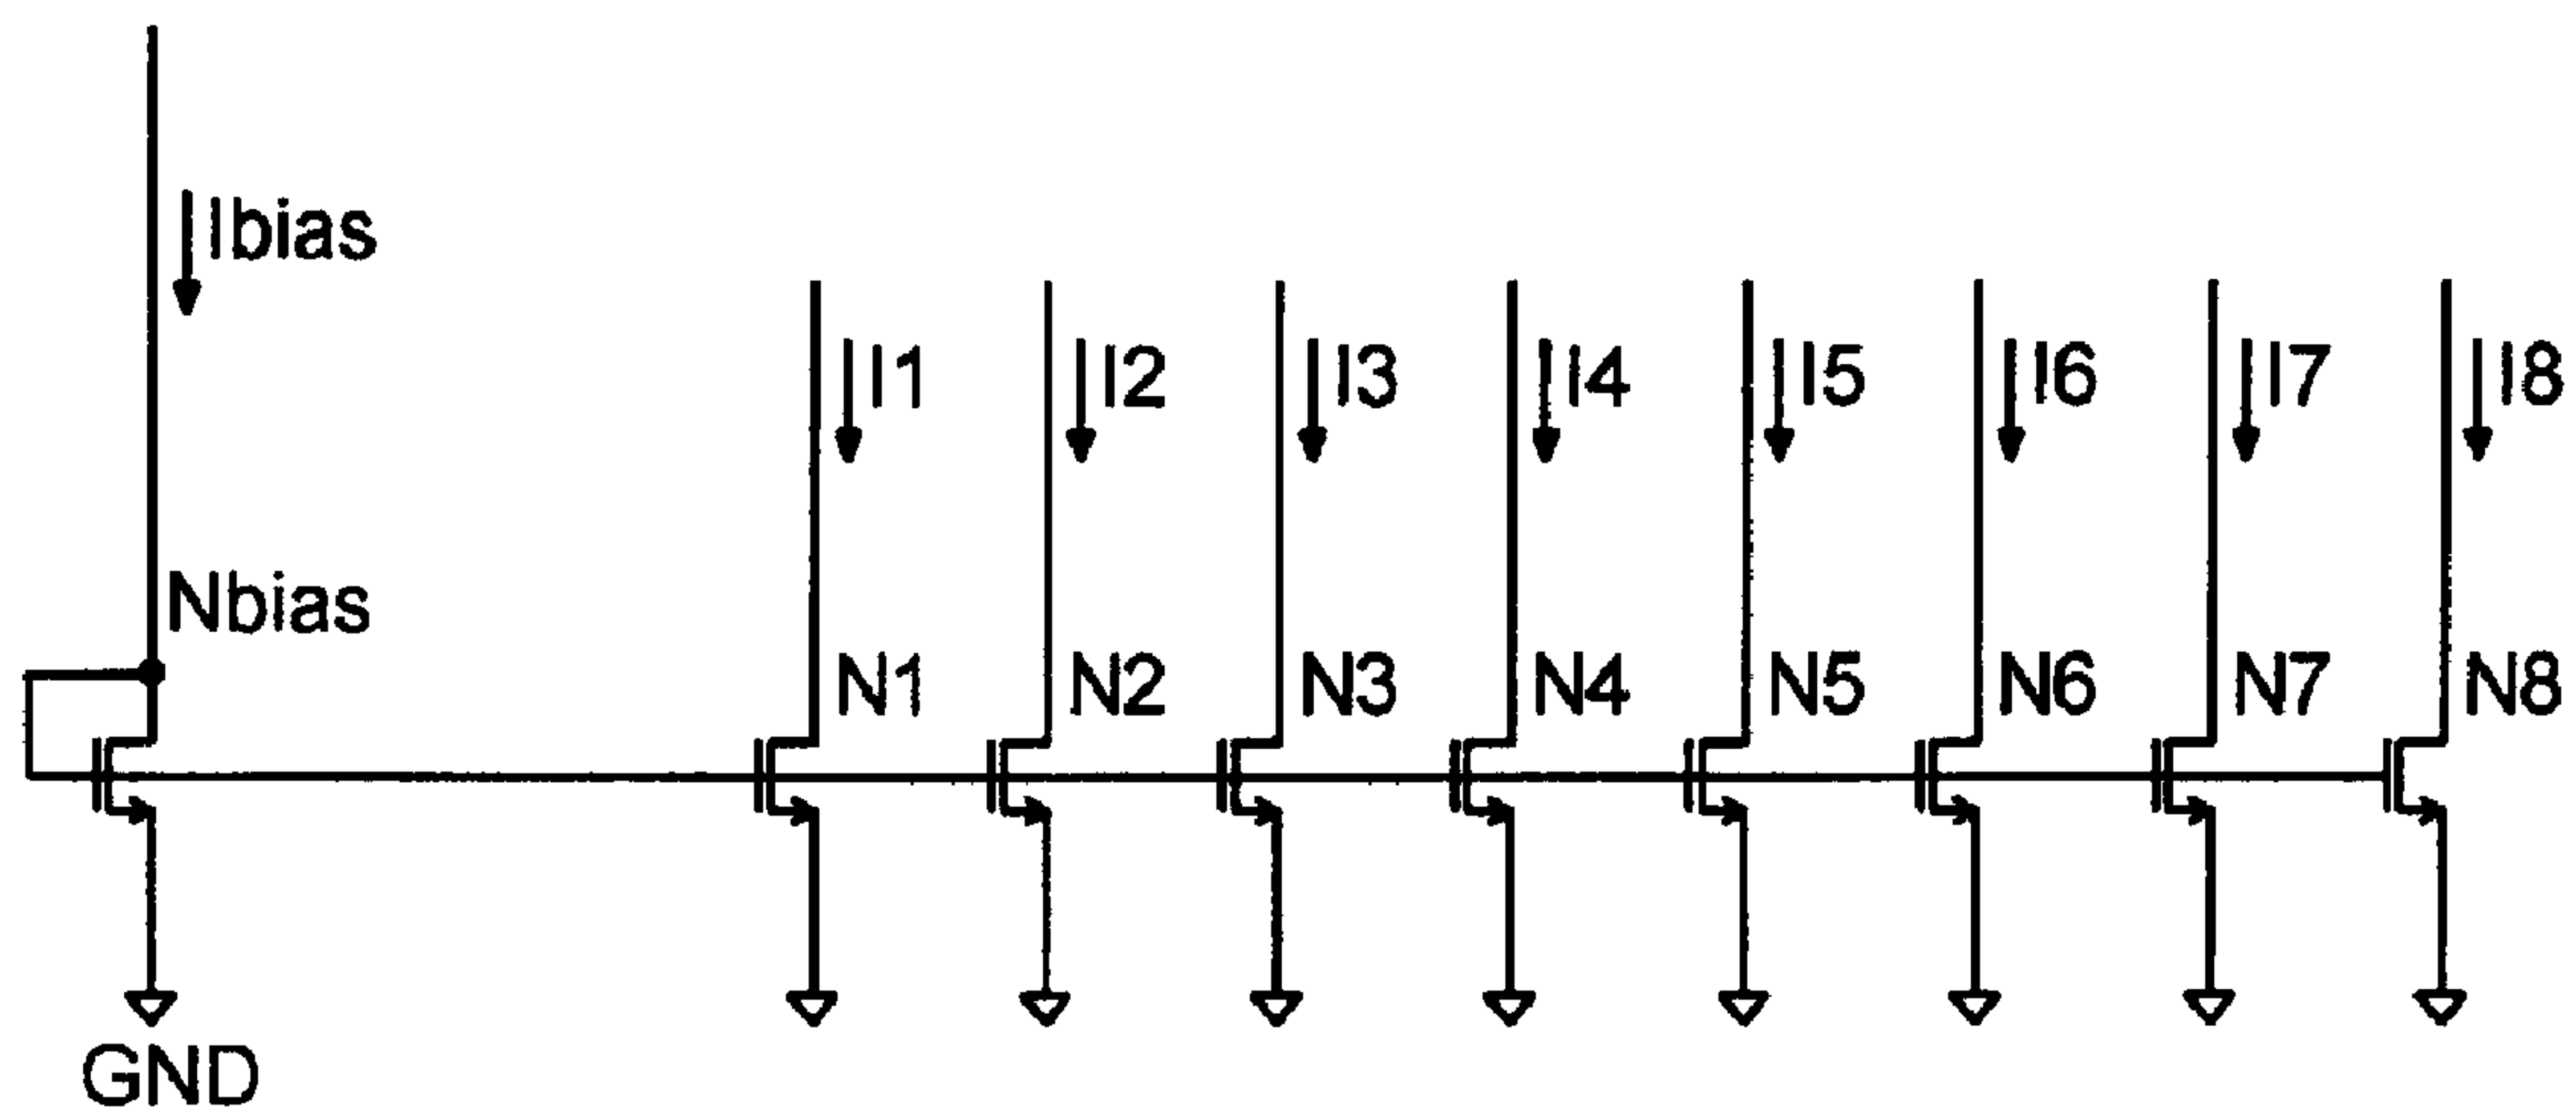 Ibias
I1 I2 I3 I4 I5 I6 I7 I8
Nbias
N1 N2 N3 N4 N5 N6 N7 N8
GND